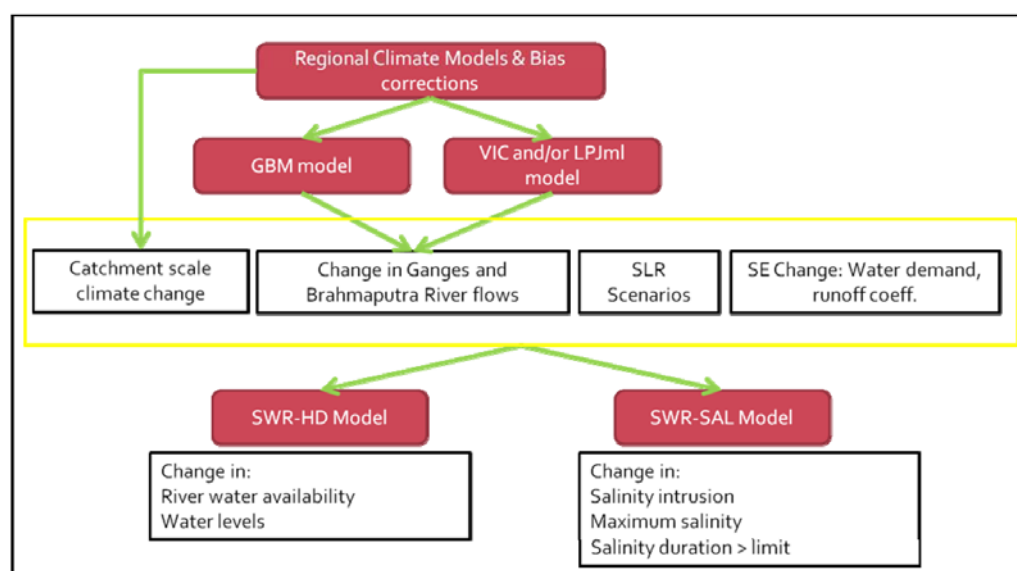 Regional Climate Models & Bias
corrections
GBM model
VIC and/or LPJml
model
Catchment scale
climate change
Change in Ganges and
Brahmaputra River flows
SLR
Scenarios
SE Change: Water demand,
runoff coeff.
SWR-HD Model
SWR-SAL Model
Change in:
River water availability
Water levels
Change in:
Salinity intrusion
Maximum salinity
Salinity duration > limit